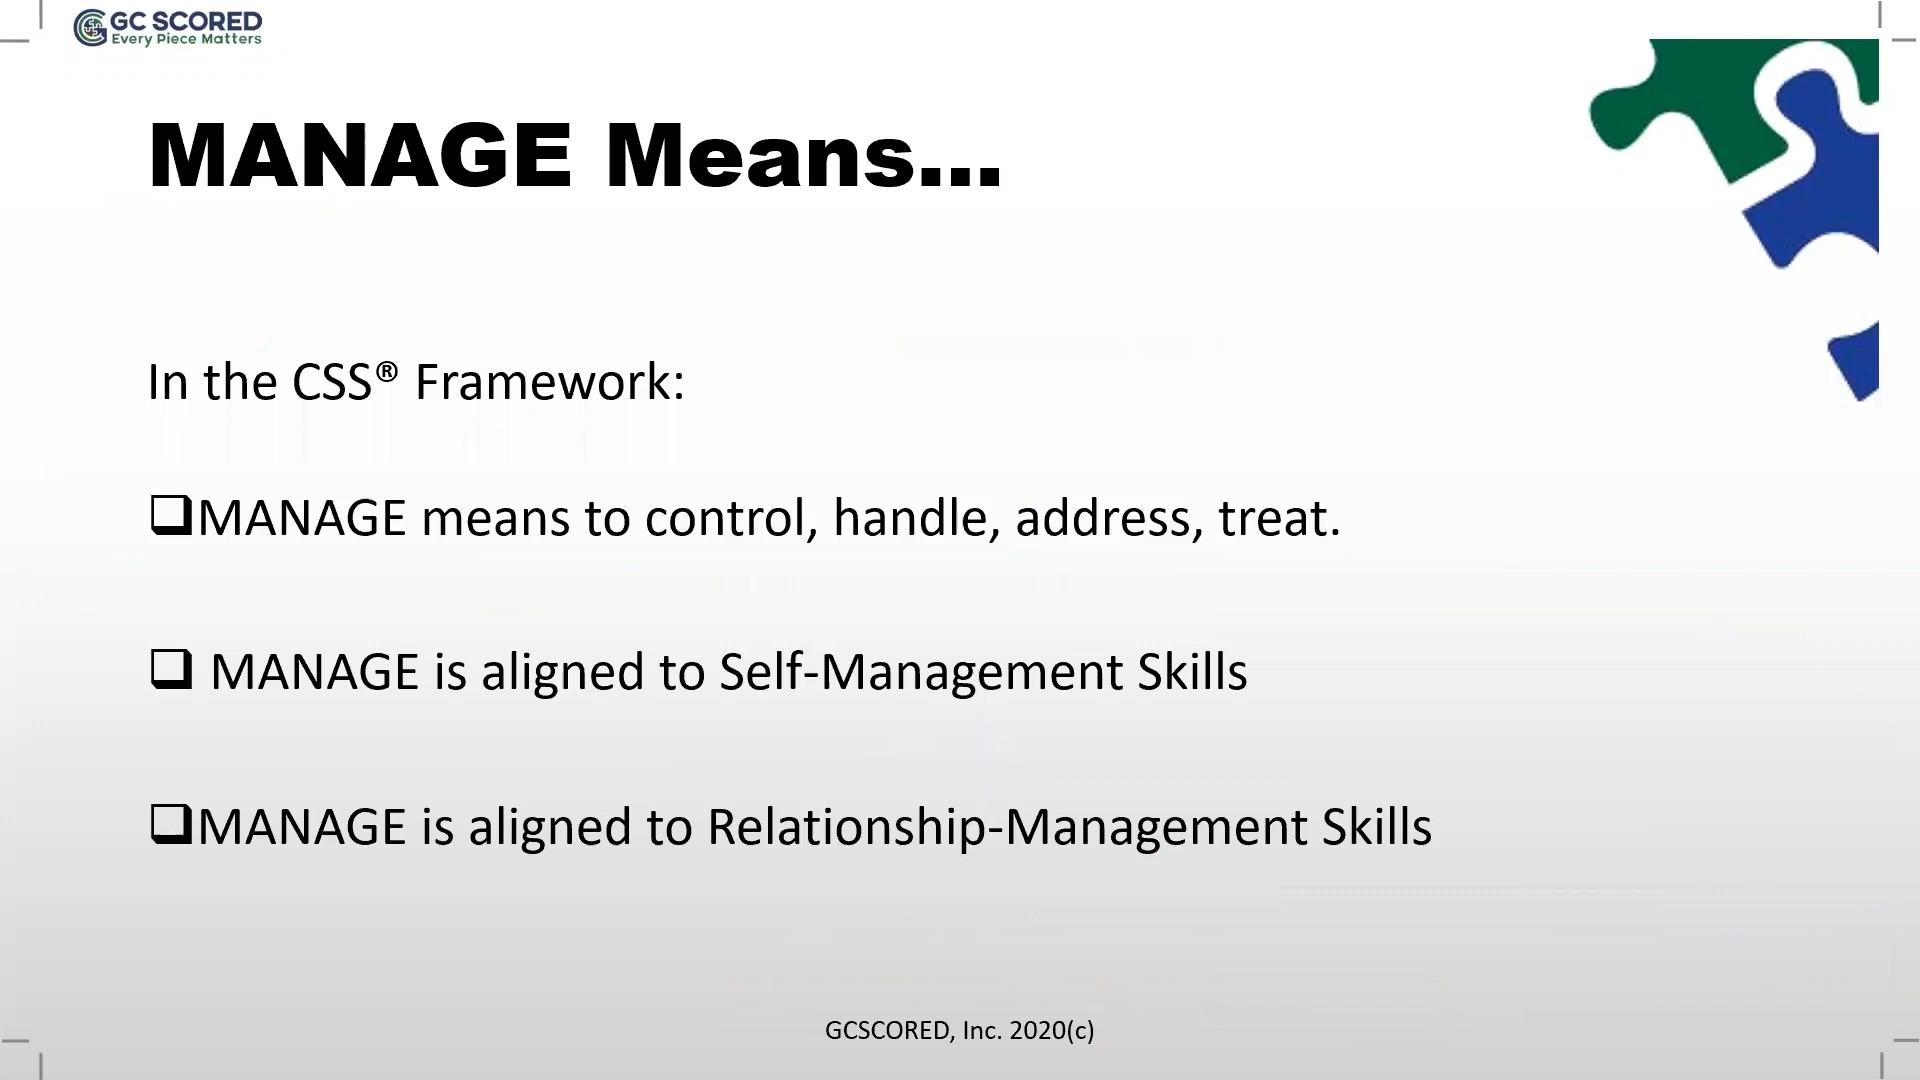 GC SCORED
Every Piece Matters
MANAGE Means...
In the CSS® Framework:
❑MANAGE means to control, handle, address, treat.
❑ MANAGE is aligned to Self-Management Skills
❑MANAGE is aligned to Relationship-Management Skills
GCSCORED, Inc. 2020(c)